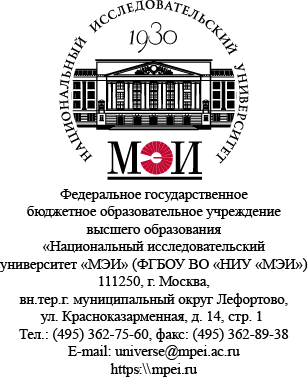 НАЦИОНАЛЬНЫЙ ИССЛЕДОВАТЕЛЬСКИЙ УНИВЕРСИТЕТ
1930
МЭИ
Федеральное государственное
бюджетное образовательное учреждение
высшего образования
«Национальный исследовательский
университет «МЭИ» (ФГБОУ ВО «НИУ «МЭИ»)
111250, г. Москва,
вн.тер.г. муниципальный округ Лефортово,
ул. Красноказарменная, д. 14, стр. 1
Тел.: (495) 362-75-60, факс: (495) 362-89-38
E-mail: universe@mpei.ac.ru
https:\\mpei.ru